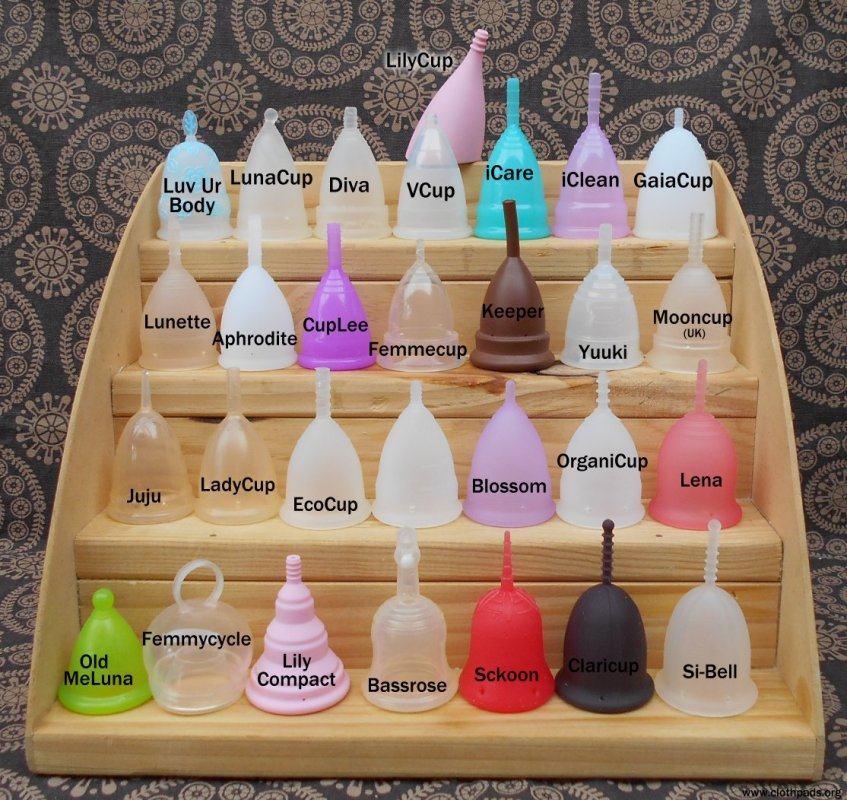 LilyCup
Luv Ur
Body
LunaCup
Diva
VCup
iCare
iClean
GaiaCup
Lunette
Aphrodite
CupLee
Femmecup
Keeper
Yuuki
Mooncup
(UK)
Juju
LadyCup
EcoCup
Blossom
OrganiCup
Lena
Old
MeLuna
Femmycycle
Lily
Compact
Bassrose
Sckoon
Claricup
Si-Bell
www.clothpads.org